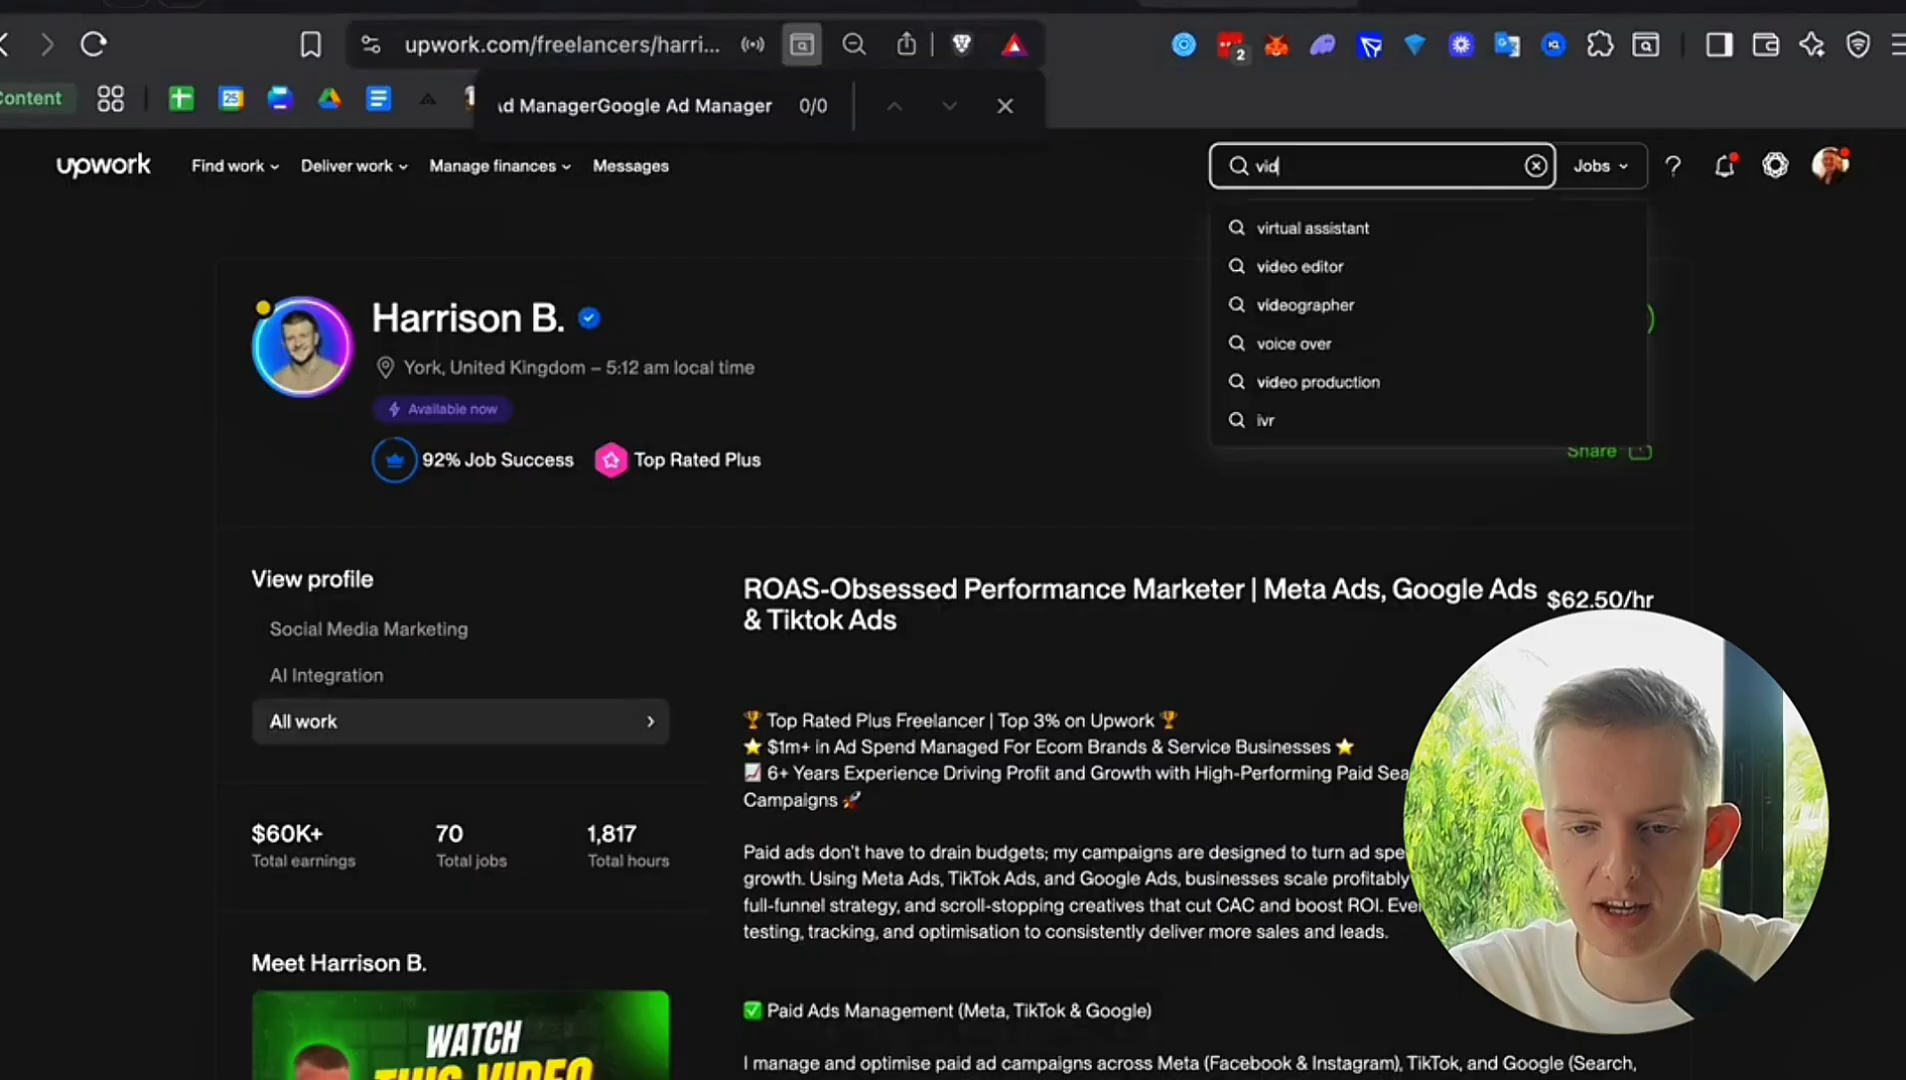 upwork.com/freelancers/harri...
2
Content
25
Ad ManagerGoogle Ad Manager 0/0
upwork Find work Deliver work Manage finances Messages
vid
Jobs
?
virtual assistant
video editor
videographer
voice over
video production
ivr
Share
Harrison B.
York, United Kingdom – 5:12 am local time
Available now
92% Job Success Top Rated Plus
View profile
Social Media Marketing
AI Integration
All work
$60K+ 70 1,817
Total earnings Total jobs Total hours
Meet Harrison B.
WATCH
THIS VIDEO
ROAS-Obsessed Performance Marketer | Meta Ads, Google Ads
& Tiktok Ads
$62.50/hr
🏆 Top Rated Plus Freelancer | Top 3% on Upwork 🏆
⭐ $1m+ in Ad Spend Managed For Ecom Brands & Service Businesses ⭐
📈 6+ Years Experience Driving Profit and Growth with High-Performing Paid Sea
Campaigns 🚀
Paid ads don't have to drain budgets; my campaigns are designed to turn ad spe
growth. Using Meta Ads, TikTok Ads, and Google Ads, businesses scale profitably
full-funnel strategy, and scroll-stopping creatives that cut CAC and boost ROI. Eve
testing, tracking, and optimisation to consistently deliver more sales and leads.
✅ Paid Ads Management (Meta, TikTok & Google)
I manage and optimise paid ad campaigns across Meta (Facebook & Instagram), TikTok, and Google (Search,